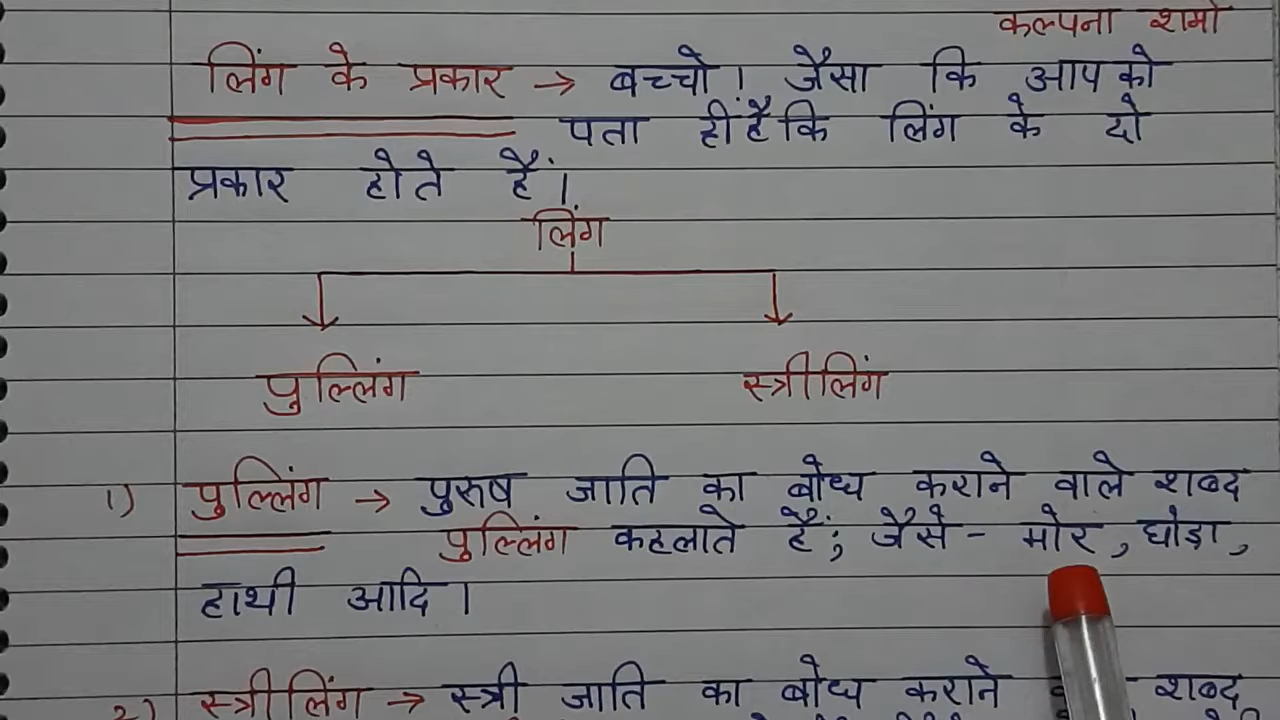 कल्पना शर्मा
लिंग के प्रकार → बच्चो। जैसा कि आपको
पता हीं है कि लिंग के दो
प्रकार होते हैं।
लिंग
पुल्लिंग स्त्रीलिंग
1) पुल्लिंग → पुरुष जाति का बोध कराने वाले शब्द
पुल्लिंग कहलाते हैं; जैसे - मोर, घोड़ा,
हाथी आदि।
2) स्त्रीलिंग → स्त्री जाति का बोध कराने शब्द